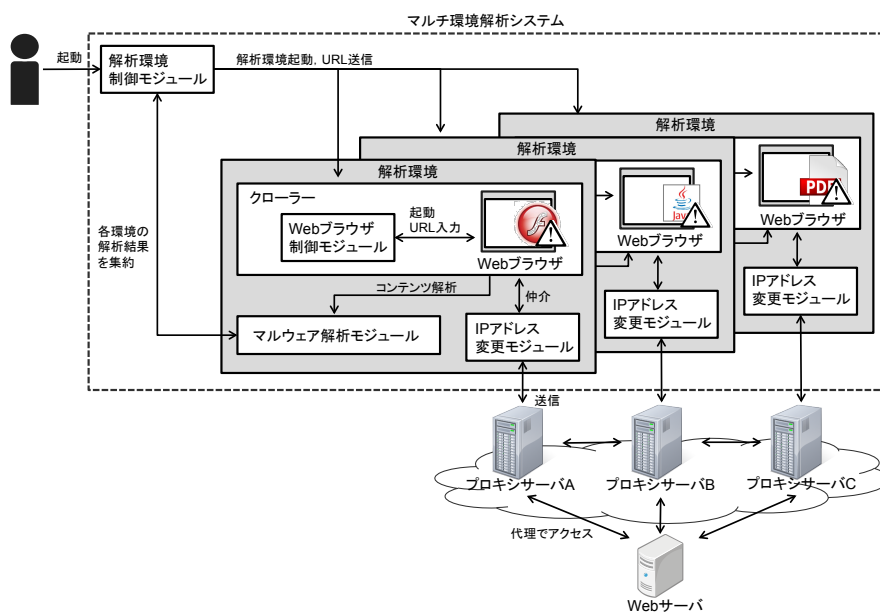 マルチ環境解析システム
起動
解析環境
制御モジュール
解析環境起動，URL送信
解析環境
解析環境
解析環境
クローラー
Webブラウザ
制御モジュール
起動
URL入力
Webブラウザ
Java
Webブラウザ
PDF
Webブラウザ
各環境の
解析結果
を集約
コンテンツ解析
仲介
マルウェア解析モジュール
IPアドレス
変更モジュール
IPアドレス
変更モジュール
IPアドレス
変更モジュール
送信
プロキシサーバA
プロキシサーバB
プロキシサーバC
代理でアクセス
Webサーバ